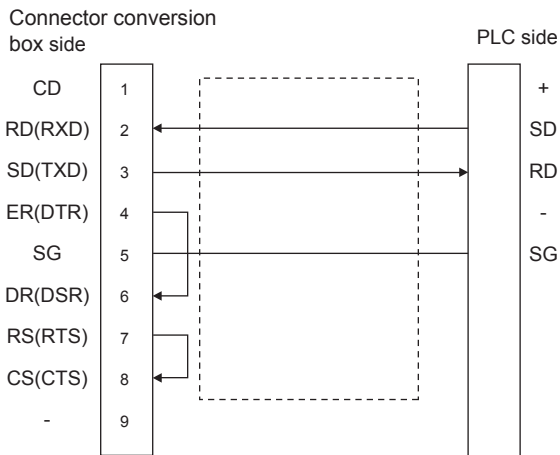 Connector conversion
box side
PLC side
CD 1 +
RD(RXD) 2 SD
SD(TXD) 3 RD
ER(DTR) 4 -
SG 5 SG
DR(DSR) 6
RS(RTS) 7
CS(CTS) 8
- 9